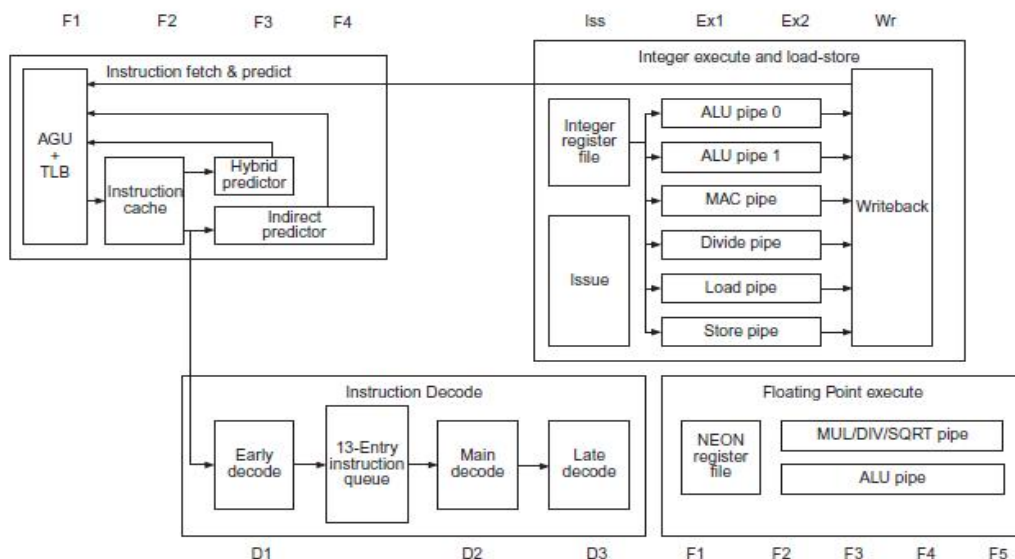 F1 F2 F3 F4 Iss Ex1 Ex2 Wr
Instruction fetch & predict
AGU
+
TLB
Instruction
cache
Hybrid
predictor
Indirect
predictor
Integer execute and load-store
Integer
register
file
Issue
ALU pipe 0
ALU pipe 1
MAC pipe
Divide pipe
Load pipe
Store pipe
Writeback
Instruction Decode
Early
decode
13-Entry
instruction
queue
Main
decode
Late
decode
Floating Point execute
NEON
register
file
MUL/DIV/SQRT pipe
ALU pipe
D1 D2 D3 F1 F2 F3 F4 F5